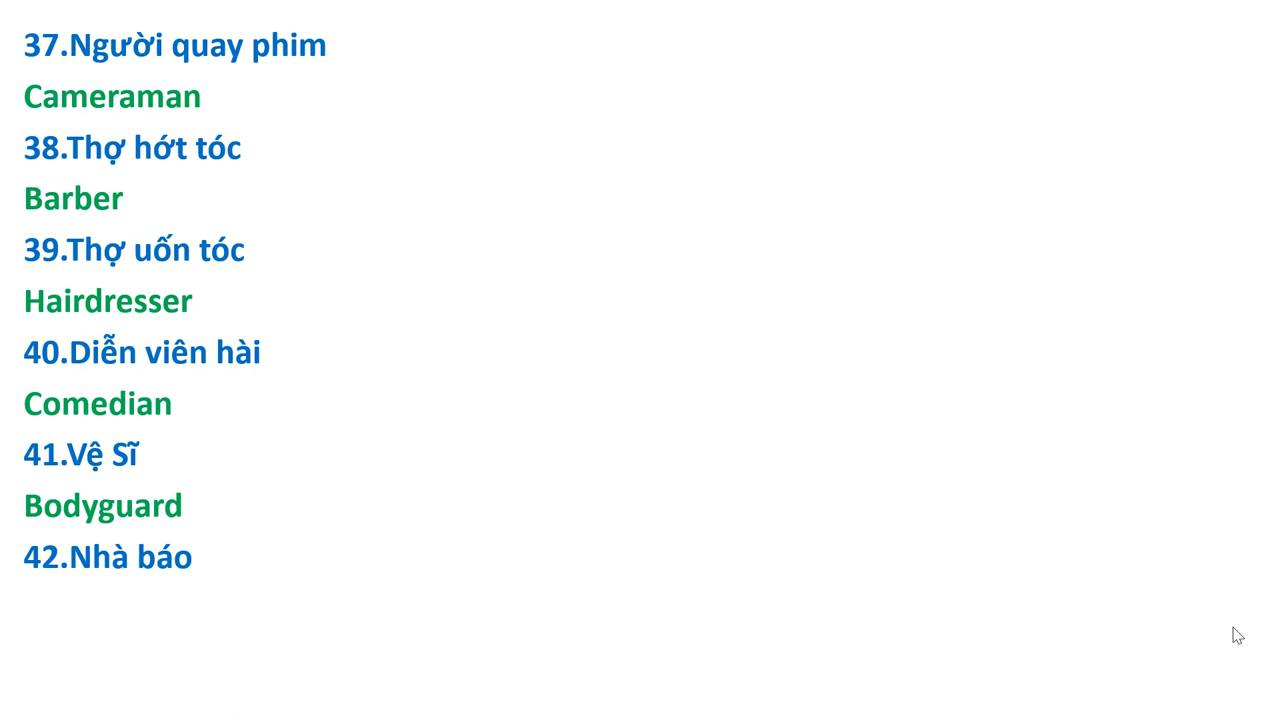 37.Người quay phim
Cameraman
38.Thợ hớt tóc
Barber
39.Thợ uốn tóc
Hairdresser
40.Diễn viên hài
Comedian
41.Vệ Sĩ
Bodyguard
42.Nhà báo